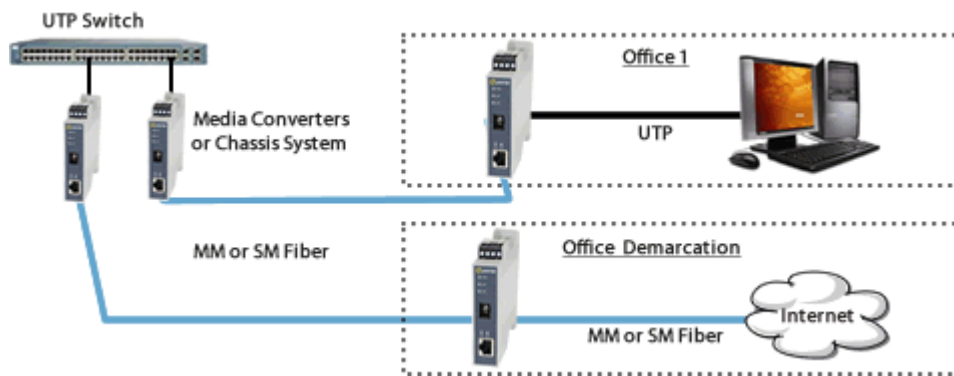 UTP Switch
Media Converters
or Chassis System
Office 1
UTP
MM or SM Fiber
Office Demarcation
Internet
MM or SM Fiber